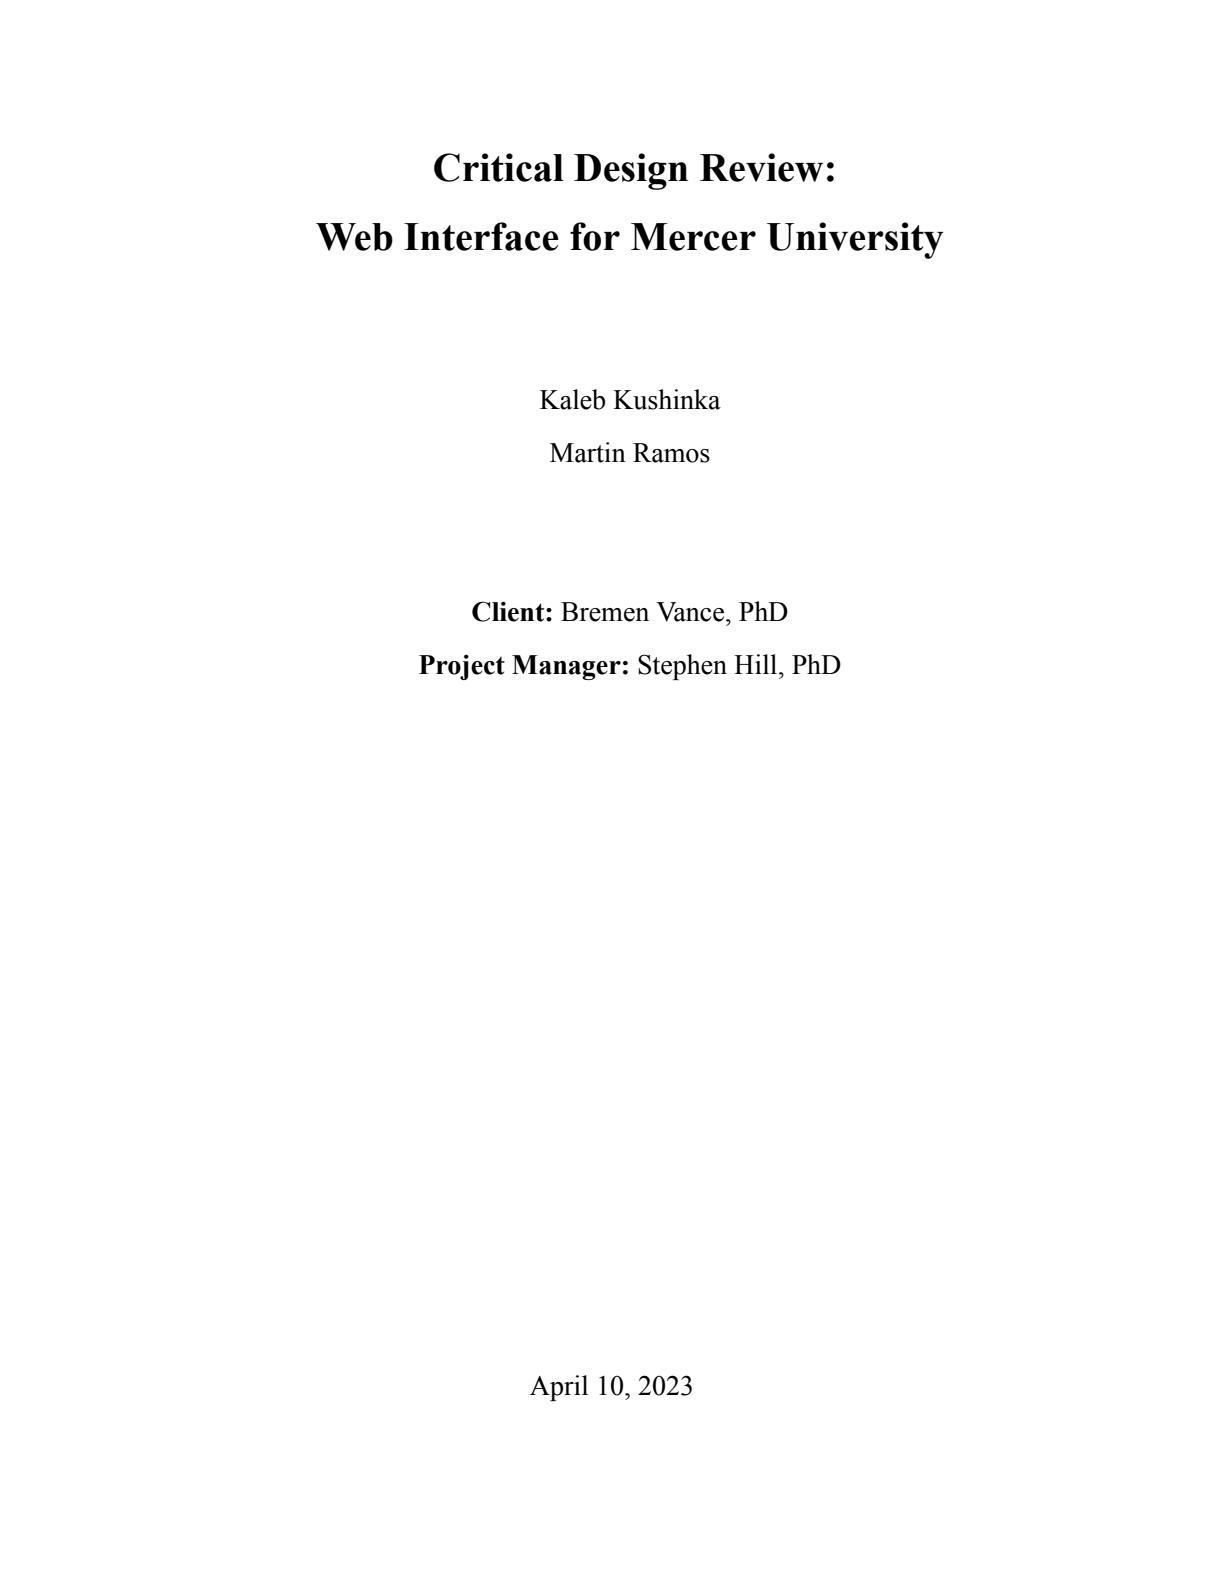 Critical Design Review:
Web Interface for Mercer University
Kaleb Kushinka
Martin Ramos
Client: Bremen Vance, PhD
Project Manager: Stephen Hill, PhD
April 10, 2023